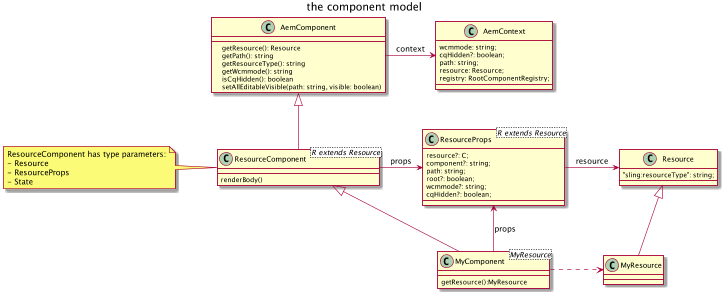 the component model
C AemComponent
getResource(): Resource
getPath(): string
getResourceType(): string
getWcmmode(): string
isCqHidden(): boolean
setAllEditableVisible(path: string, visible: boolean)
context
C AemContext
wcmmode: string;
cqHidden?: boolean;
path: string;
resource: Resource;
registry: RootComponentRegistry;
ResourceComponent has type parameters:
- Resource
- ResourceProps
- State
C ResourceComponent
R extends Resource
renderBody()
props
C ResourceProps
R extends Resource
resource?: C;
component?: string;
path: string;
root?: boolean;
wcmmode?: string;
cqHidden?: boolean;
resource
C Resource
"sling:resourceType": string;
props
C MyComponent
MyResource
getResource():MyResource
C MyResource